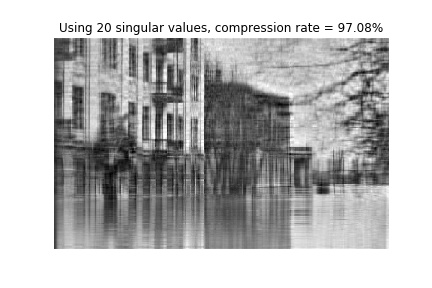 Using 20 singular values, compression rate = 97.08%